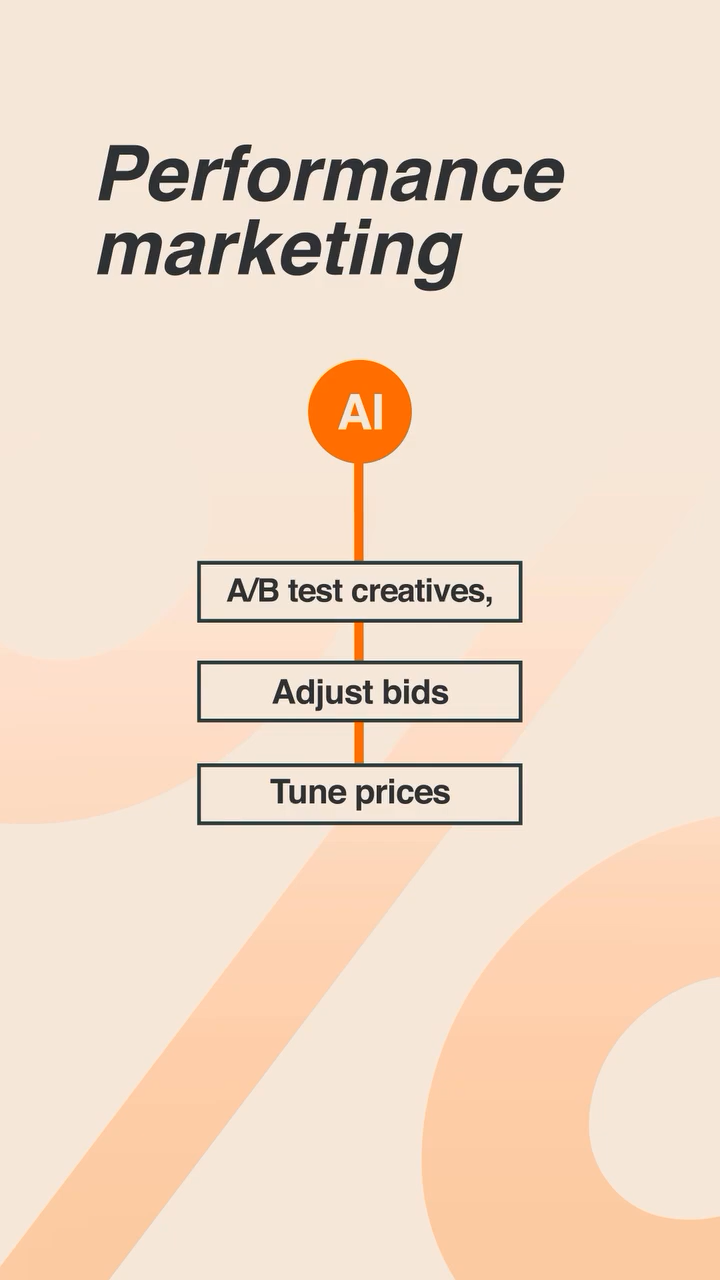 Performance
marketing
AI
A/B test creatives,
Adjust bids
Tune prices